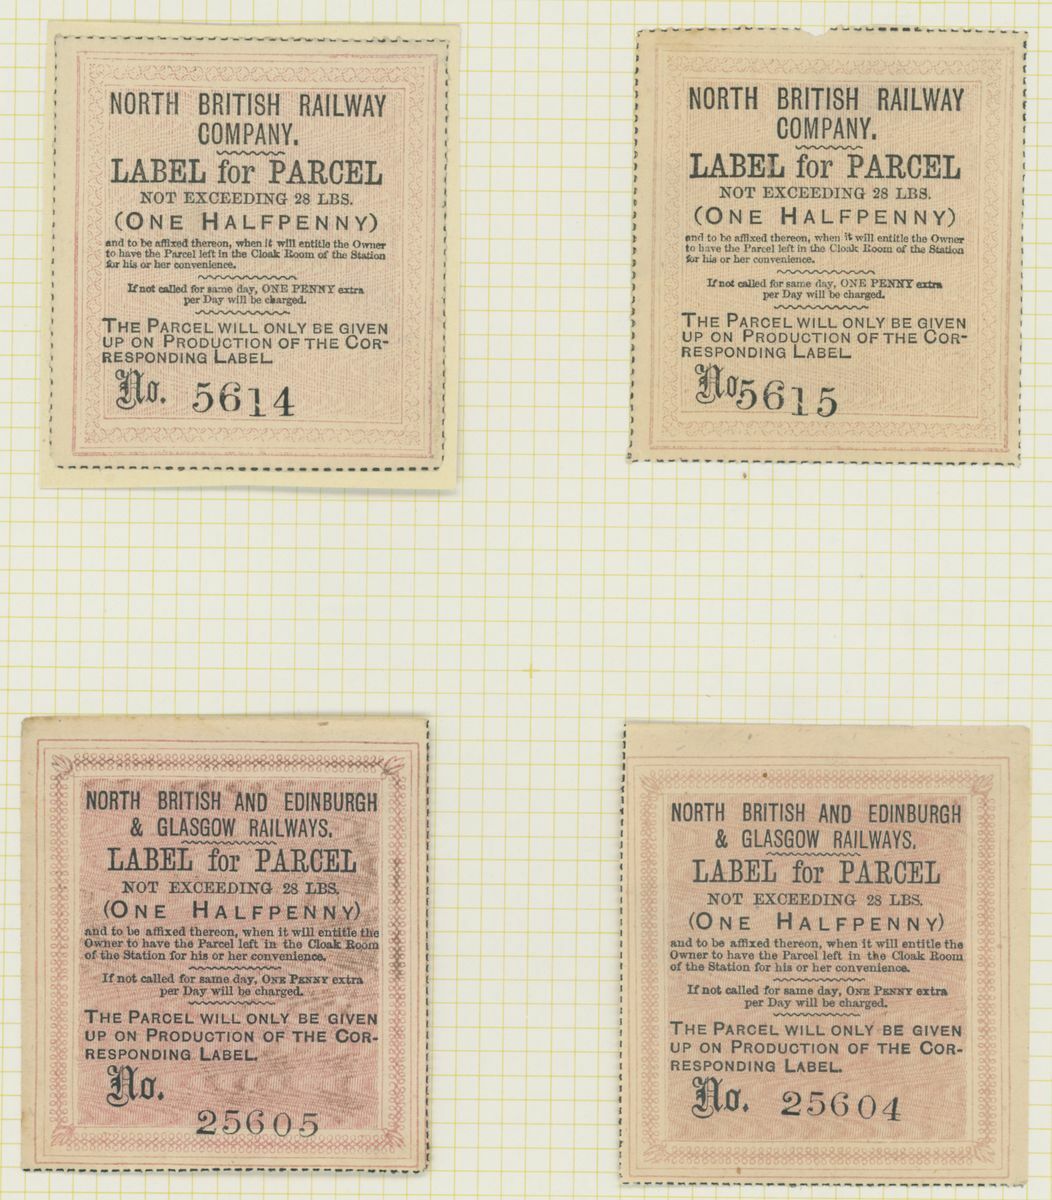 NORTH BRITISH RAILWAY
COMPANY.
LABEL for PARCEL
NOT EXCEEDING 28 LBS.
(ONE HALFPENNY)
and to be affixed thereon, when it will entitle the Owner
to have the Parcel left in the Cloak Room of the Station
for his or her convenience.
If not called for same day, ONE PENNY extra
per Day will be charged.
THE PARCEL WILL ONLY BE GIVEN
UP ON PRODUCTION OF THE COR-
RESPONDING LABEL.
No. 5614
NORTH BRITISH RAILWAY
COMPANY.
LABEL for PARCEL
NOT EXCEEDING 28 LBS.
(ONE HALFPENNY)
and to be affixed thereon, when it will entitle the Owner
to have the Parcel left in the Cloak Room of the Station
for his or her convenience.
If not called for same day, ONE PENNY extra
per Day will be charged.
THE PARCEL WILL ONLY BE GIVEN
UP ON PRODUCTION OF THE COR-
RESPONDING LABEL.
No 5615
NORTH BRITISH AND EDINBURGH
& GLASGOW RAILWAYS.
LABEL for PARCEL
NOT EXCEEDING 28 LBS.
(ONE HALFPENNY)
and to be affixed thereon, when it will entitle the
Owner to have the Parcel left in the Cloak Room
of the Station for his or her convenience.
If not called for same day, ONE PENNY extra
per Day will be charged.
THE PARCEL WILL ONLY BE GIVEN
UP ON PRODUCTION OF THE COR-
RESPONDING LABEL.
No.
25605
NORTH BRITISH AND EDINBURGH
& GLASGOW RAILWAYS.
LABEL for PARCEL
NOT EXCEEDING 28 LBS.
(ONE HALFPENNY)
and to be affixed thereon, when it will entitle the
Owner to have the Parcel left in the Cloak Room
of the Station for his or her convenience.
If not called for same day, ONE PENNY extra
per Day will be charged.
THE PARCEL WILL ONLY BE GIVEN
UP ON PRODUCTION OF THE COR-
RESPONDING LABEL.
No. 25604